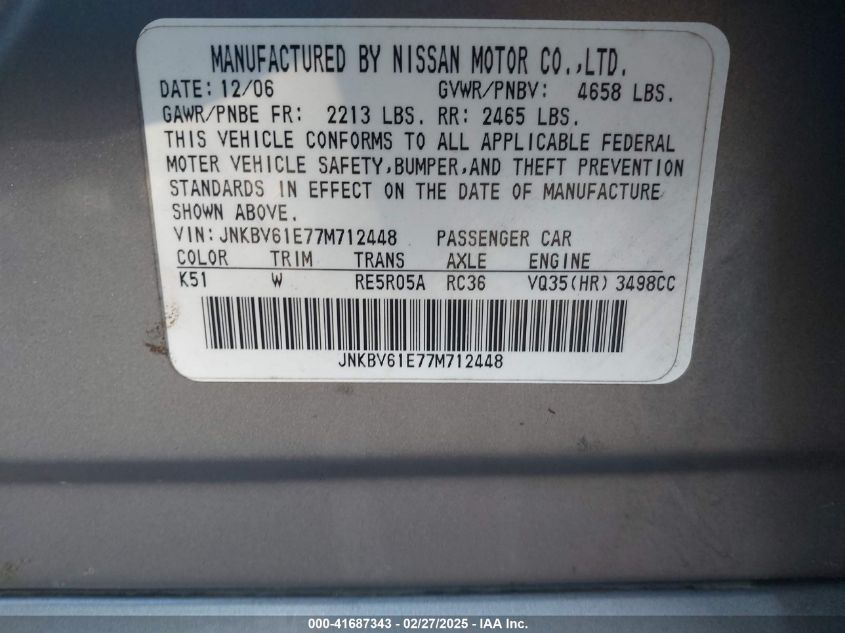 MANUFACTURED BY NISSAN MOTOR CO.,LTD.
DATE: 12/06 GVWR/PNBV: 4658 LBS.
GAWR/PNBE FR: 2213 LBS. RR: 2465 LBS.
THIS VEHICLE CONFORMS TO ALL APPLICABLE FEDERAL
MOTER VEHICLE SAFETY,BUMPER,AND THEFT PREVENTION
STANDARDS IN EFFECT ON THE DATE OF MANUFACTURE
SHOWN ABOVE.
VIN: JNKBV61E77M712448 PASSENGER CAR
COLOR TRIM TRANS AXLE ENGINE
K51 W RE5R05A RC36 VQ35(HR) 3498CC
JNKBV61E77M712448
000-41687343 - 02/27/2025 - IAA Inc.